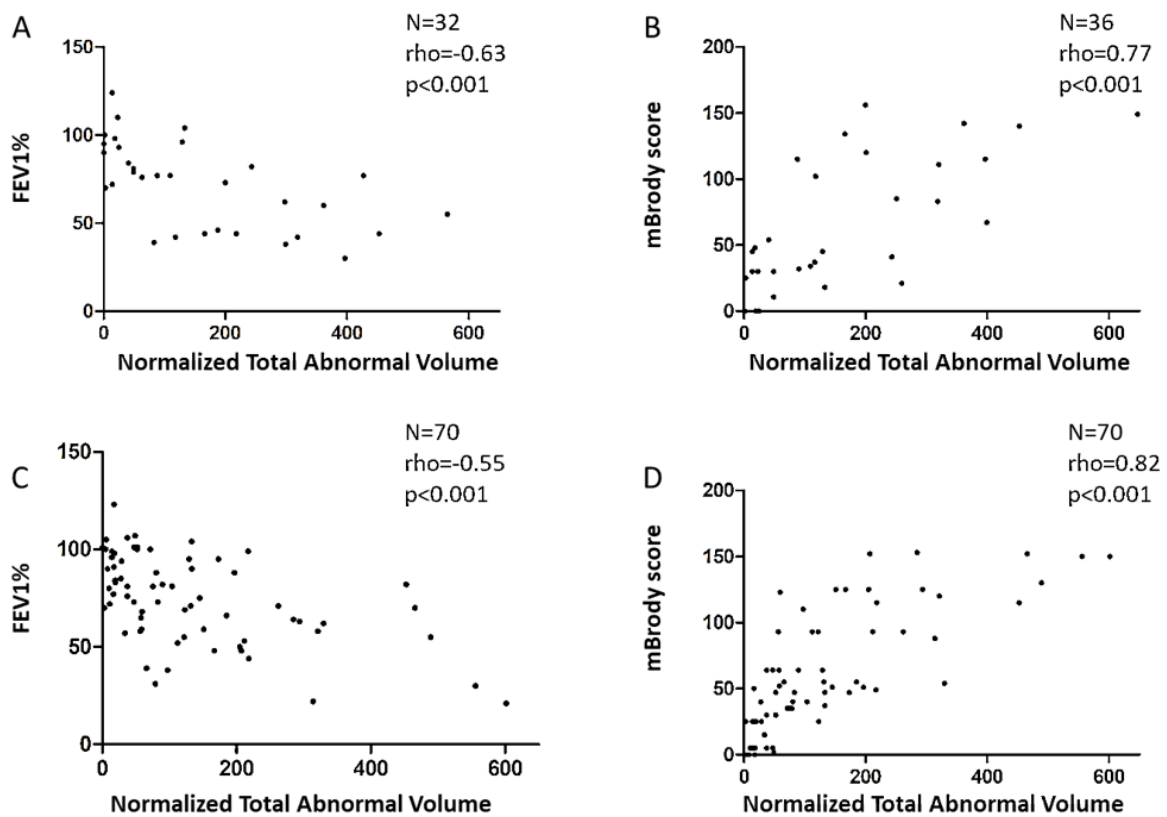 A
N=32
rho=-0.63
p<0.001
150
100
50
0
FEV1%
0 200 400 600
Normalized Total Abnormal Volume
B
N=36
rho=0.77
p<0.001
200
150
100
50
0
mBrody score
0 200 400 600
Normalized Total Abnormal Volume
C
N=70
rho=-0.55
p<0.001
150
100
50
0
FEV1%
0 200 400 600
Normalized Total Abnormal Volume
D
N=70
rho=0.82
p<0.001
200
150
100
50
0
mBrody score
0 200 400 600
Normalized Total Abnormal Volume